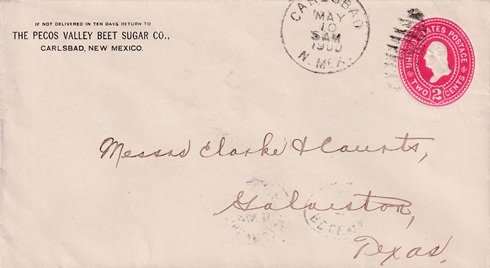 IF NOT DELIVERED IN TEN DAYS RETURN TO
THE PECOS VALLEY BEET SUGAR CO.,
CARLSBAD, NEW MEXICO.
CARLSBAD
MAY
10
AM
1900
N. MEX.
UNITED STATES POSTAGE
TWO 2 CENTS
Messrs Clarke & Courts,
Galveston,
Texas.